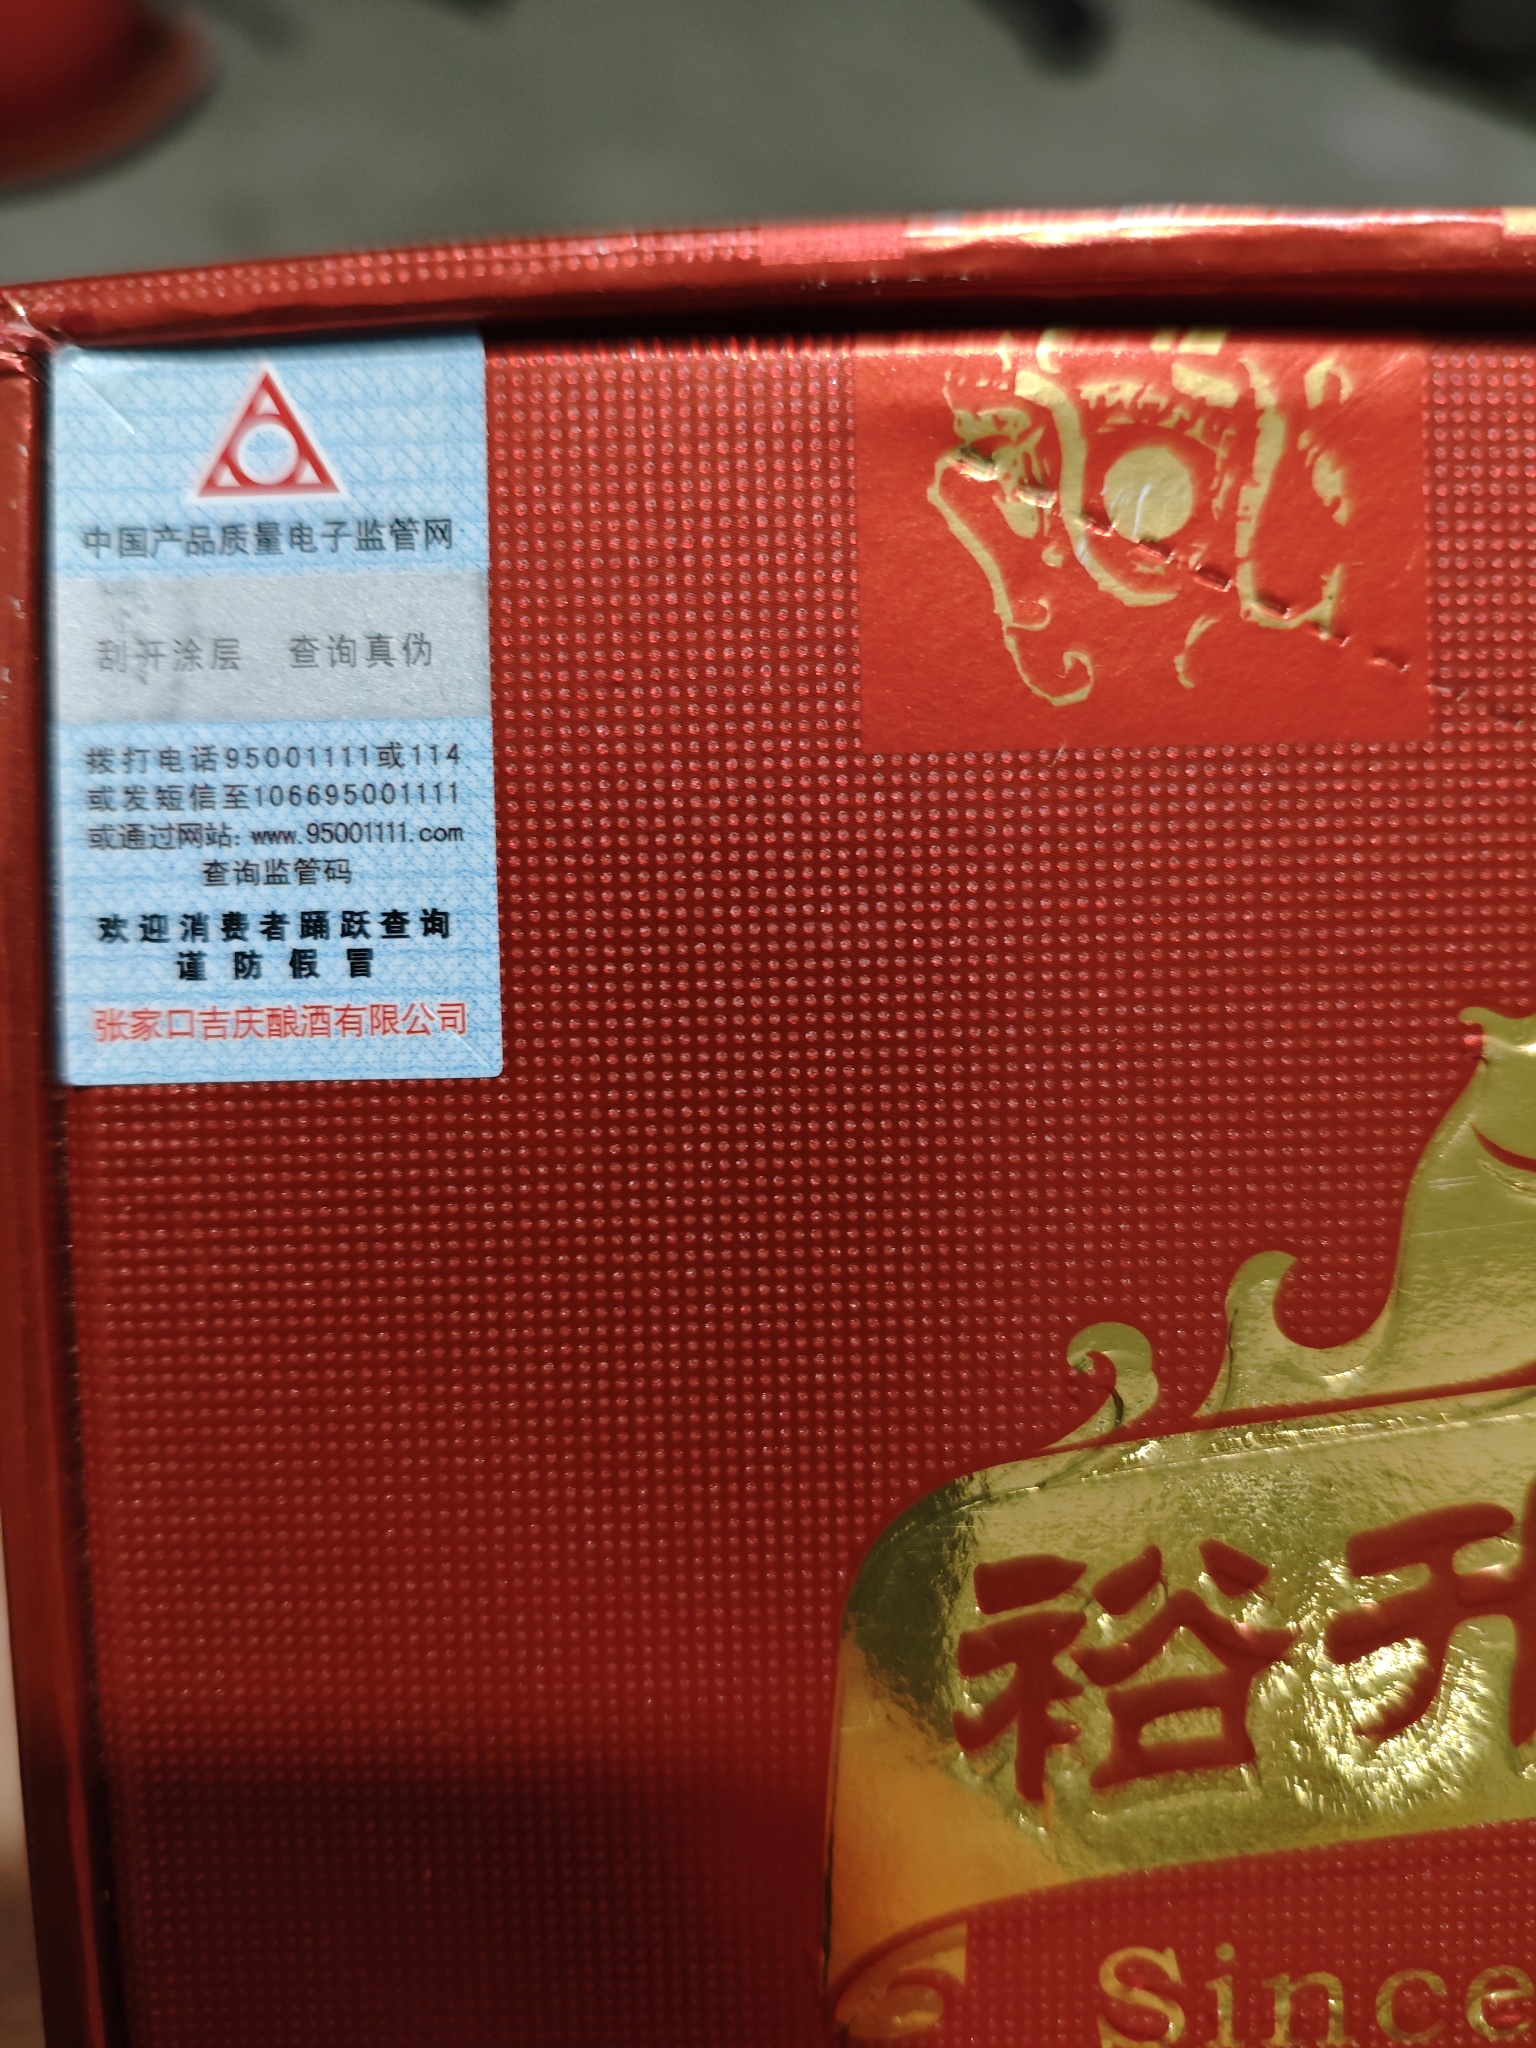 中国产品质量电子监管网
刮开涂层 查询真伪
拨打电话95001111或114
或发短信至106695001111
或通过网站: www.95001111.com
查询监管码
欢迎消费者踊跃查询
谨防假冒
张家口吉庆酿酒有限公司
裕
Since